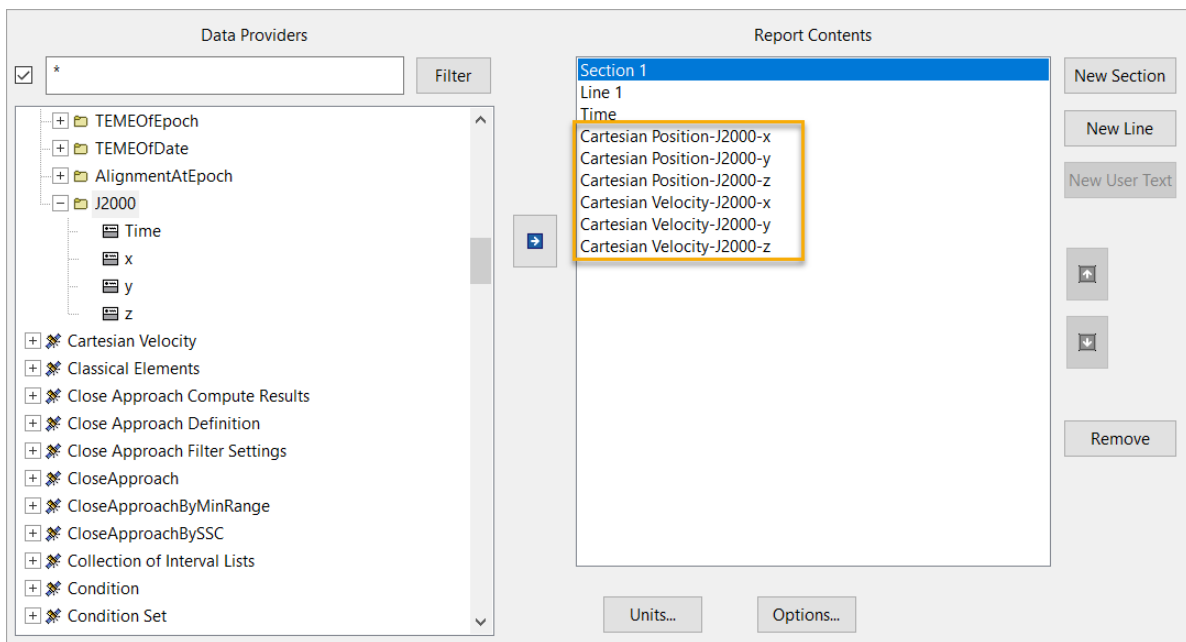 Data Providers
*
Filter
TEMEOfEpoch
TEMEOfDate
AlignmentAtEpoch
J2000
Time
x
y
z
Cartesian Velocity
Classical Elements
Close Approach Compute Results
Close Approach Definition
Close Approach Filter Settings
CloseApproach
CloseApproachByMinRange
CloseApproachBySSC
Collection of Interval Lists
Condition
Condition Set
Report Contents
Section 1
Line 1
Time
Cartesian Position-J2000-x
Cartesian Position-J2000-y
Cartesian Position-J2000-z
Cartesian Velocity-J2000-x
Cartesian Velocity-J2000-y
Cartesian Velocity-J2000-z
Units...
Options...
New Section
New Line
New User Text
Remove